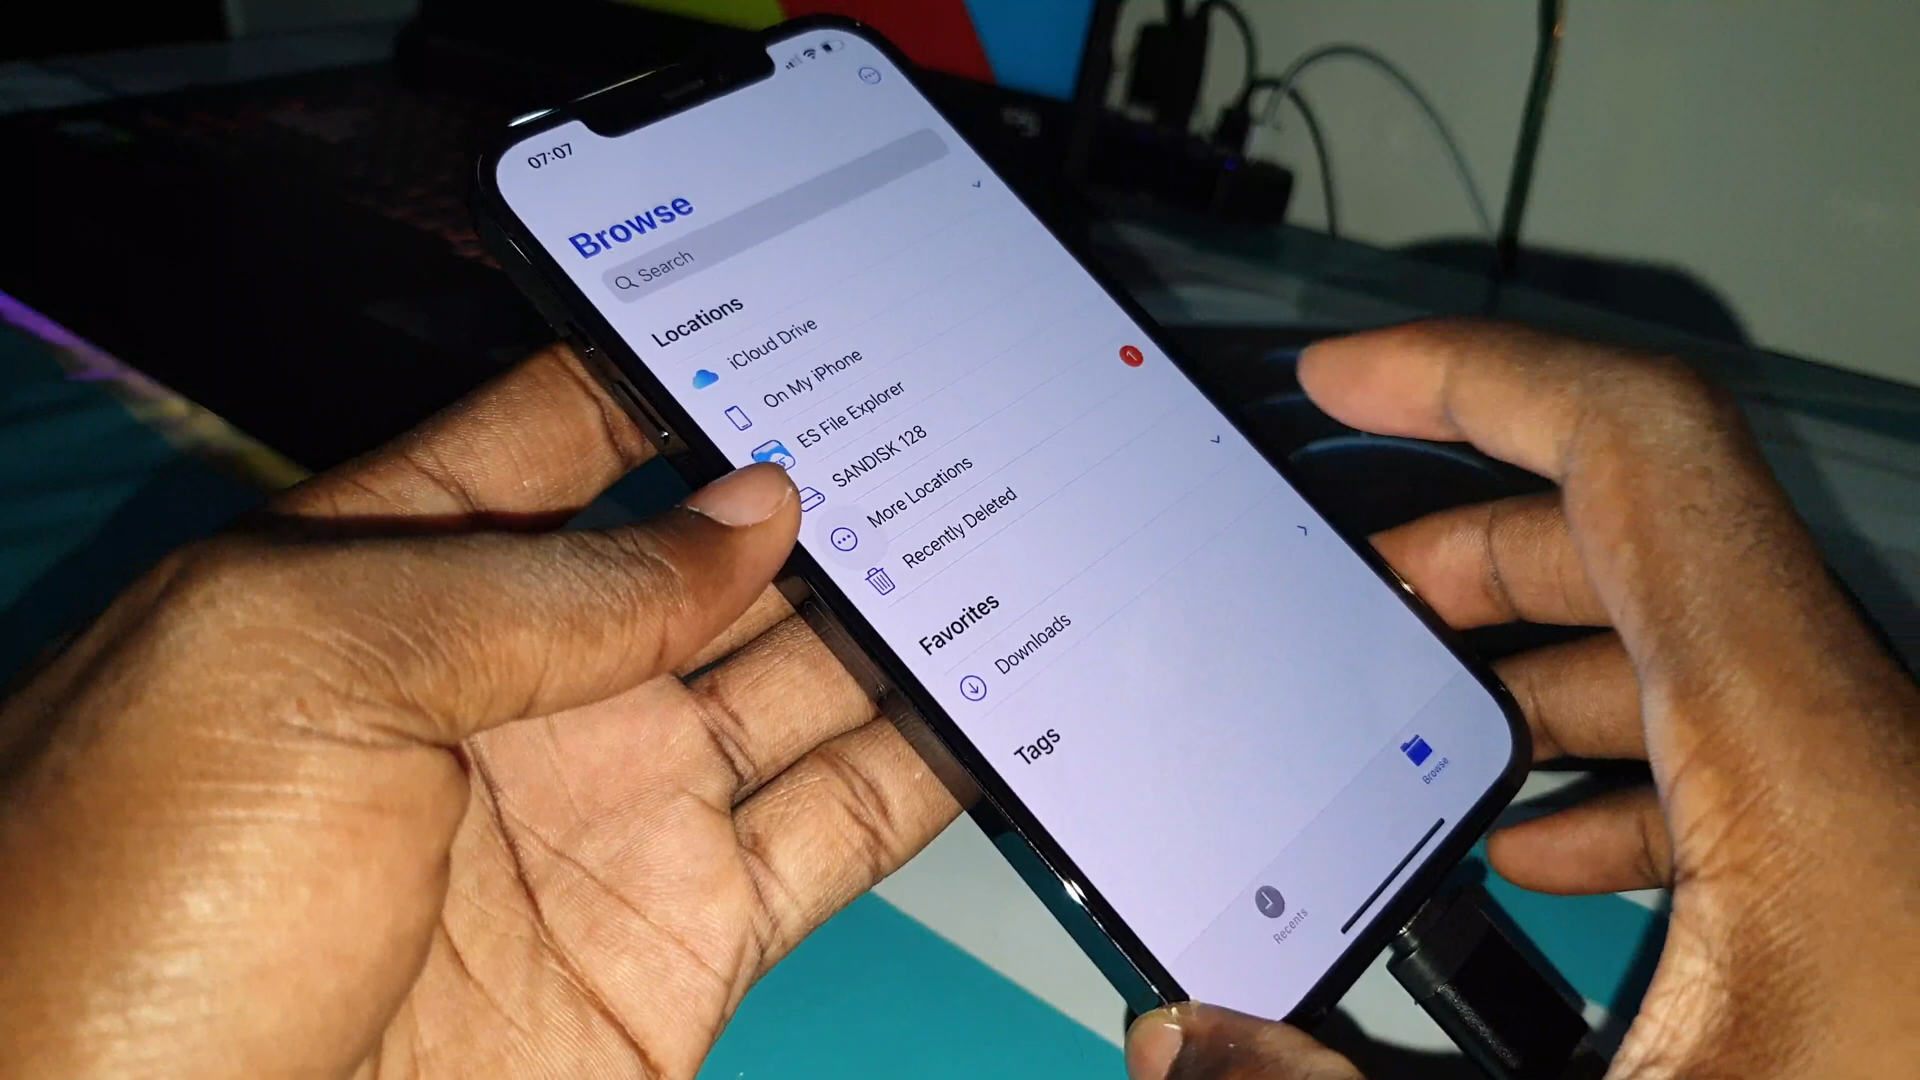 07:07
Browse
Search
Locations
iCloud Drive
On My iPhone
ES File Explorer
SANDISK 128
More Locations
1
Recently Deleted
Favorites
Downloads
Tags
Recents
Browse